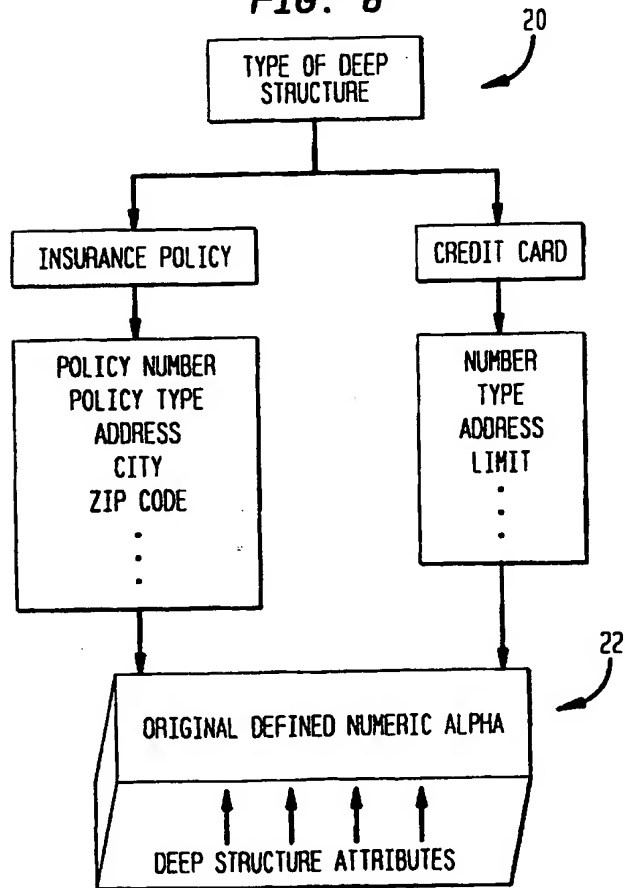 20
TYPE OF DEEP
STRUCTURE
INSURANCE POLICY
CREDIT CARD
POLICY NUMBER
POLICY TYPE
ADDRESS
CITY
ZIP CODE
NUMBER
TYPE
ADDRESS
LIMIT
22
ORIGINAL DEFINED NUMERIC ALPHA
DEEP STRUCTURE ATTRIBUTES